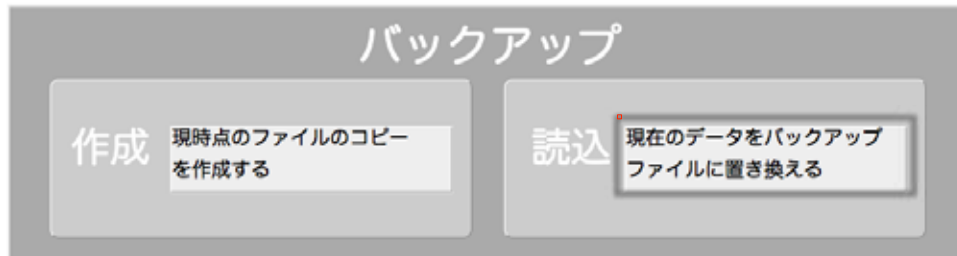 バックアップ
作成
現時点のファイルのコピー
を作成する
読込
現在のデータをバックアップ
ファイルに置き換える